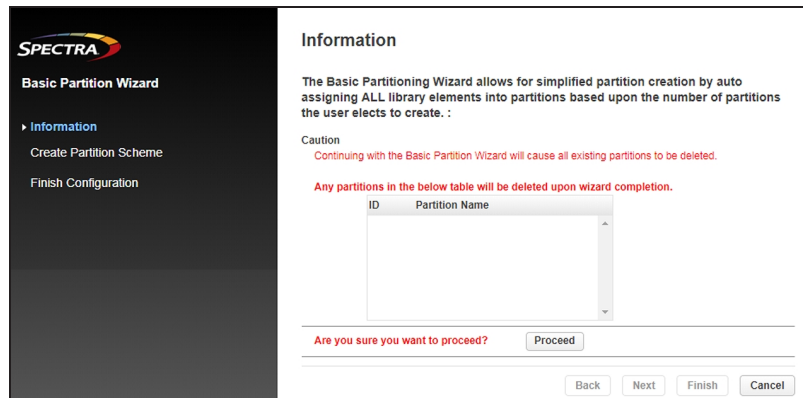 SPECTRA
Basic Partition Wizard
Information
Create Partition Scheme
Finish Configuration
Information
The Basic Partitioning Wizard allows for simplified partition creation by auto
assigning ALL library elements into partitions based upon the number of partitions
the user elects to create. :
Caution
Continuing with the Basic Partition Wizard will cause all existing partitions to be deleted.
Any partitions in the below table will be deleted upon wizard completion.
ID Partition Name
Are you sure you want to proceed? Proceed
Back Next Finish Cancel